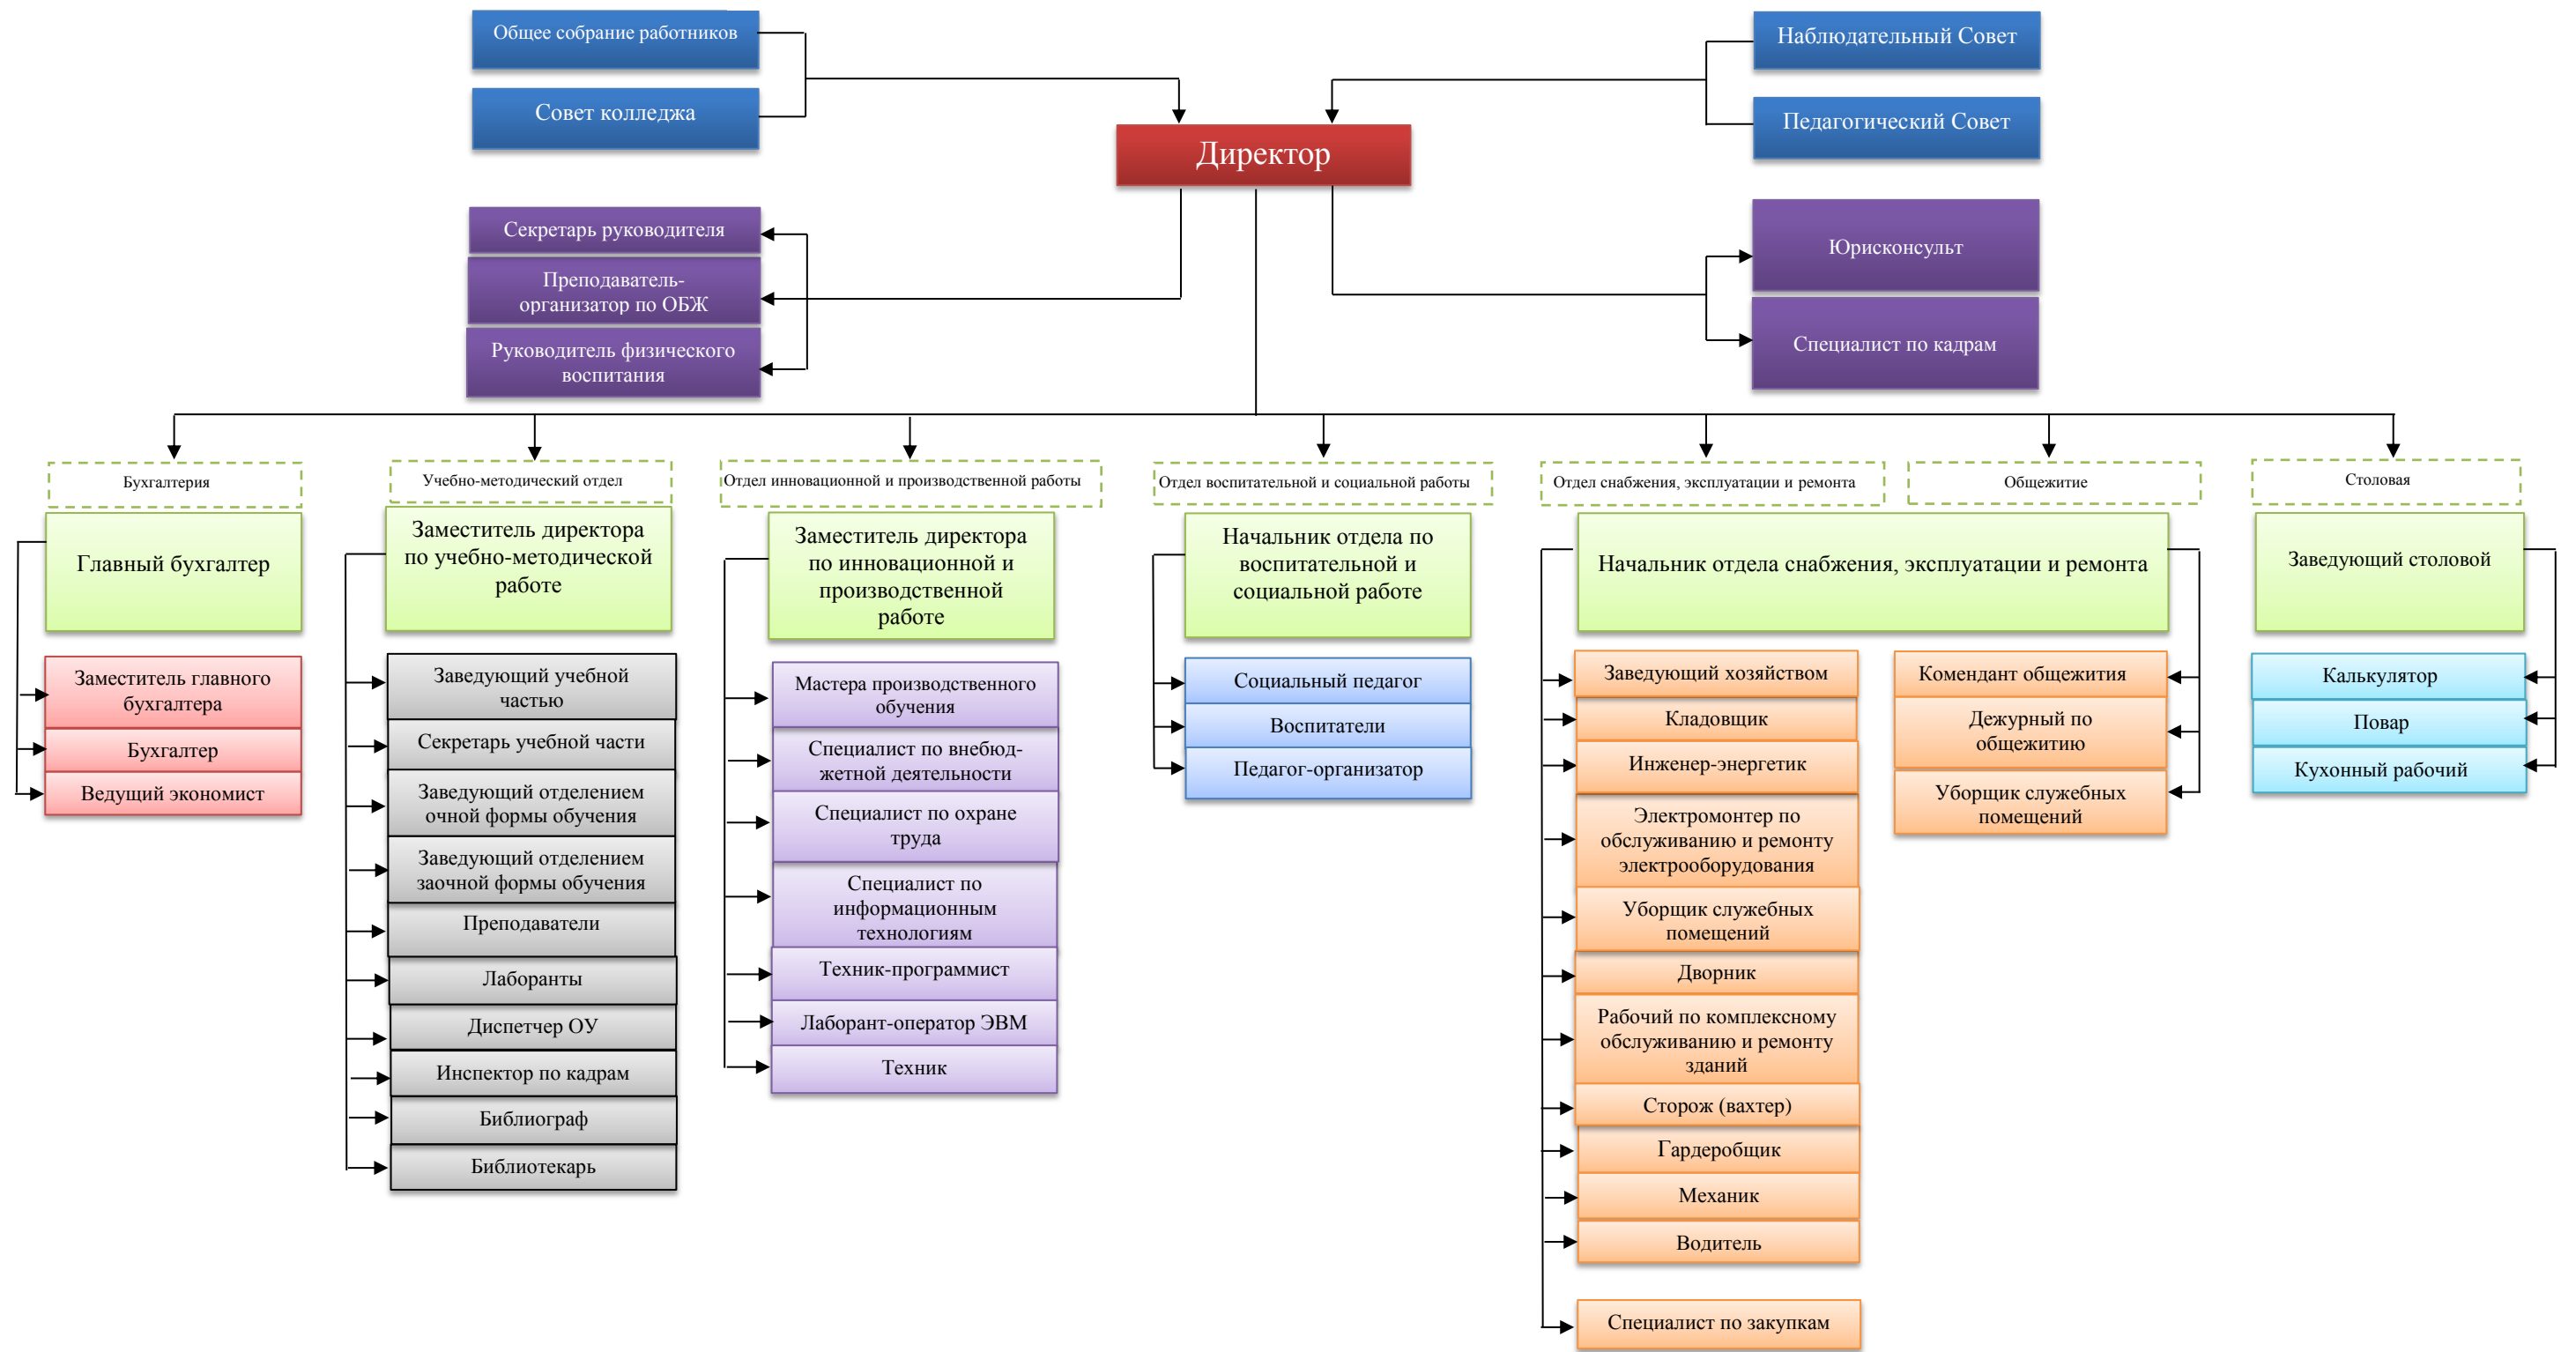 Общее собрание работников
Совет колледжа
Наблюдательный Совет
Педагогический Совет
Директор
Секретарь руководителя
Преподаватель-
организатор по ОБЖ
Руководитель физического
воспитания
Юрисконсульт
Специалист по кадрам
Бухгалтерия
Главный бухгалтер
Заместитель главного
бухгалтера
Бухгалтер
Ведущий экономист
Учебно-методический отдел
Заместитель директора
по учебно-методической
работе
Заведующий учебной
частью
Секретарь учебной части
Заведующий отделением
очной формы обучения
Заведующий отделением
заочной формы обучения
Преподаватели
Лаборанты
Диспетчер ОУ
Инспектор по кадрам
Библиограф
Библиотекарь
Отдел инновационной и производственной работы
Заместитель директора
по инновационной и
производственной
работе
Мастера производственного
обучения
Специалист по внебюд-
жетной деятельности
Специалист по охране
труда
Специалист по
информационным
технологиям
Техник-программист
Лаборант-оператор ЭВМ
Техник
Отдел воспитательной и социальной работы
Начальник отдела по
воспитательной и
социальной работе
Социальный педагог
Воспитатели
Педагог-организатор
Отдел снабжения, эксплуатации и ремонта
Общежитие
Начальник отдела снабжения, эксплуатации и ремонта
Заведующий хозяйством
Кладовщик
Инженер-энергетик
Электромонтер по
обслуживанию и ремонту
электрооборудования
Уборщик служебных
помещений
Дворник
Рабочий по комплексному
обслуживанию и ремонту
зданий
Сторож (вахтер)
Гардеробщик
Механик
Водитель
Специалист по закупкам
Комендант общежития
Дежурный по
общежитию
Уборщик служебных
помещений
Столовая
Заведующий столовой
Калькулятор
Повар
Кухонный рабочий